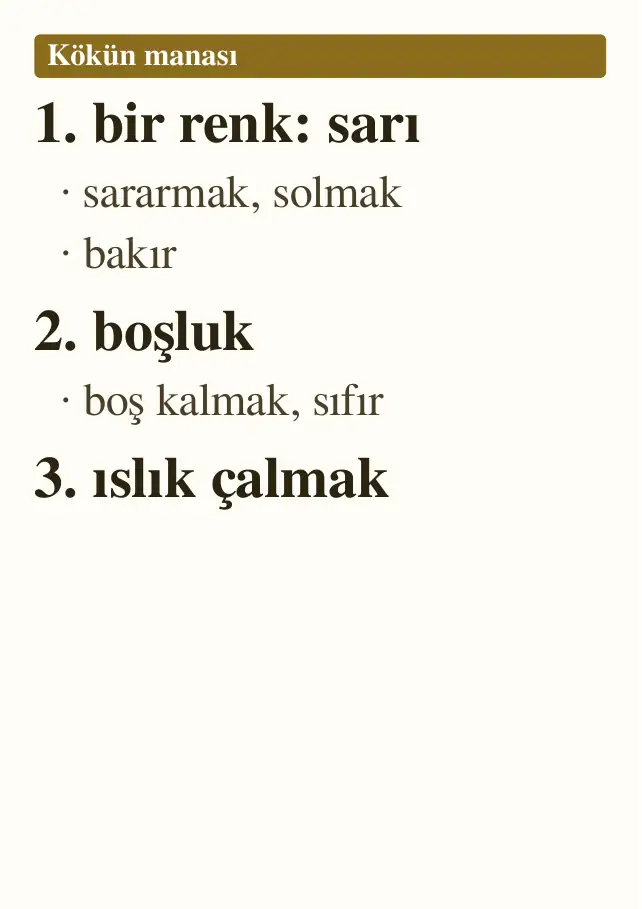 Kökün manası
1. bir renk: sarı
· sararmak, solmak
· bakır
2. boşluk
· boş kalmak, sıfır
3. ıslık çalmak